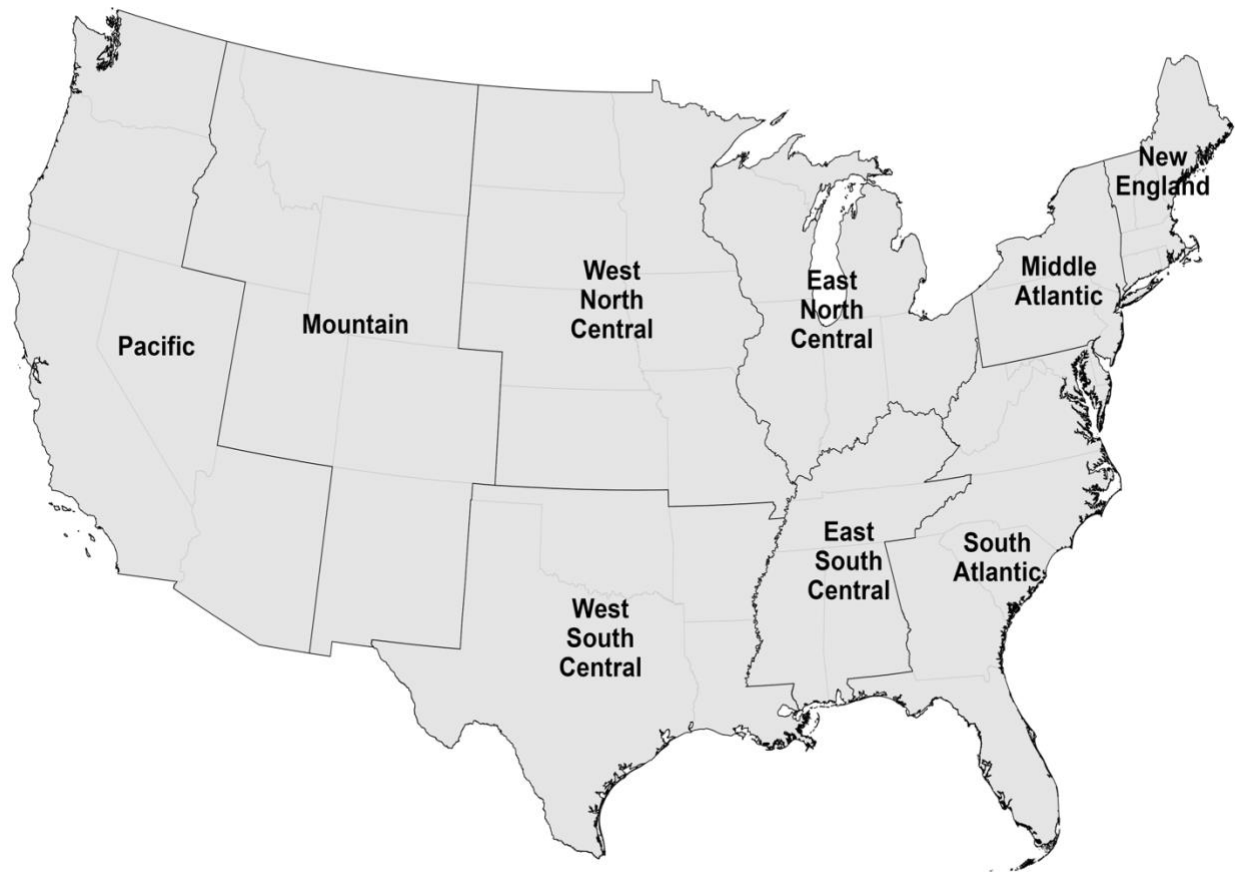 New
England
Middle
Atlantic
West
North
Central
East
North
Central
Mountain
Pacific
East
South
Central
South
Atlantic
West
South
Central